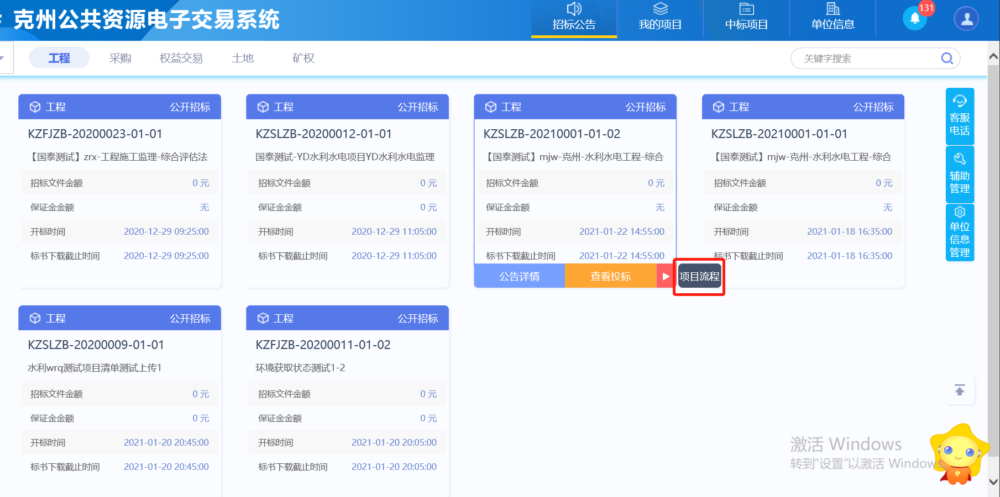 克州公共资源电子交易系统
招标公告
我的项目
中标项目
单位信息
131
工程
采购
权益交易
土地
矿权
关键字搜索
工程 公开招标
KZFJZB-20200023-01-01
【国泰测试】zrx-工程施工监理-综合评估法
招标文件金额 0 元
保证金金额 无
开标时间 2020-12-29 09:25:00
标书下载截止时间 2020-12-29 09:25:00
工程 公开招标
KZSLZB-20200012-01-01
国泰测试-YD水利水电项目YD水利水电监理
招标文件金额 0 元
保证金金额 0 元
开标时间 2020-12-29 11:05:00
标书下载截止时间 2020-12-29 11:05:00
工程 公开招标
KZSLZB-20210001-01-02
【国泰测试】mjw-克州-水利水电工程-综合
招标文件金额 0 元
保证金金额 无
开标时间 2021-01-22 14:55:00
标书下载截止时间 2021-01-22 14:55:00
公告详情 查看投标 项目流程
工程 公开招标
KZSLZB-20210001-01-01
【国泰测试】mjw-克州-水利水电工程-综合
招标文件金额 0 元
保证金金额 无
开标时间 2021-01-18 16:35:00
标书下载截止时间 2021-01-18 16:35:00
客服
电话
辅助
管理
单位
信息
管理
工程 公开招标
KZSLZB-20200009-01-01
水利wrq测试项目清单测试上传1
招标文件金额 0 元
保证金金额 0 元
开标时间 2021-01-20 20:45:00
标书下载截止时间 2021-01-20 20:45:00
工程 公开招标
KZFJZB-20200011-01-02
环境获取状态测试1-2
招标文件金额 0 元
保证金金额 0 元
开标时间 2021-01-20 20:05:00
标书下载截止时间 2021-01-20 20:05:00
激活 Windows
转到“设置”以激活 Windows